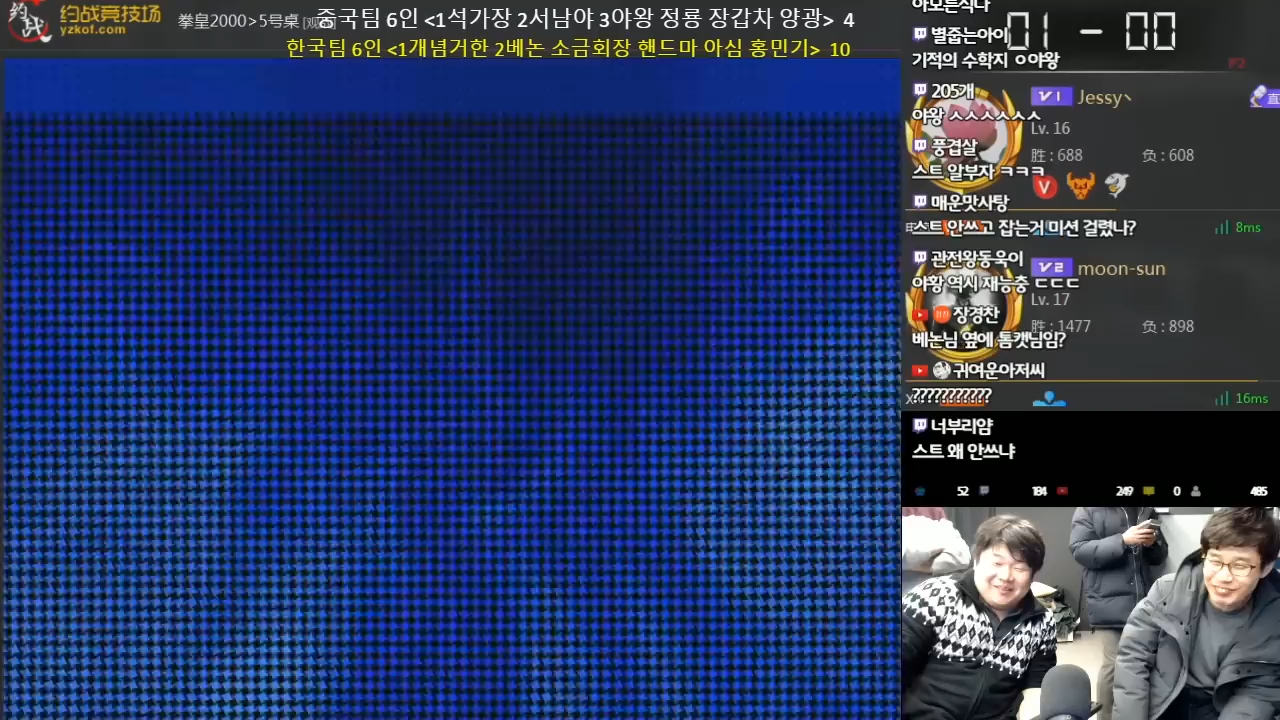 约战竞技场
yzkof.com
拳皇2000>5号桌
중국팀 6인 <1석가장 2서남아 3야왕 정룡 장갑차 양광> 4
한국팀 6인 <1개념거한 2베논 소금회장 핸드마 아심 홍민기> 10
01 - 00
별줍는아이
기적의 수학지 ㅇ야왕
P2
205개
V1 Jessy丶
야왕 ㅅㅅㅅㅅㅅㅅ
Lv. 16
풍겹살
胜 : 688 负 : 608
스트 알부자 ㅋㅋㅋ
매운맛사탕
스트 안쓰고 잡는거 미션 걸렸나?
8ms
관전왕동욱이
V2 moon-sun
야황 역시 재능충 ㄷㄷㄷ
Lv. 17
장경찬
胜 : 1477 负 : 898
베논님 옆에 톰캣님임?
귀여운아저씨
???????????
16ms
너부리얌
스트 왜 안쓰냐
52 184 249 0 485